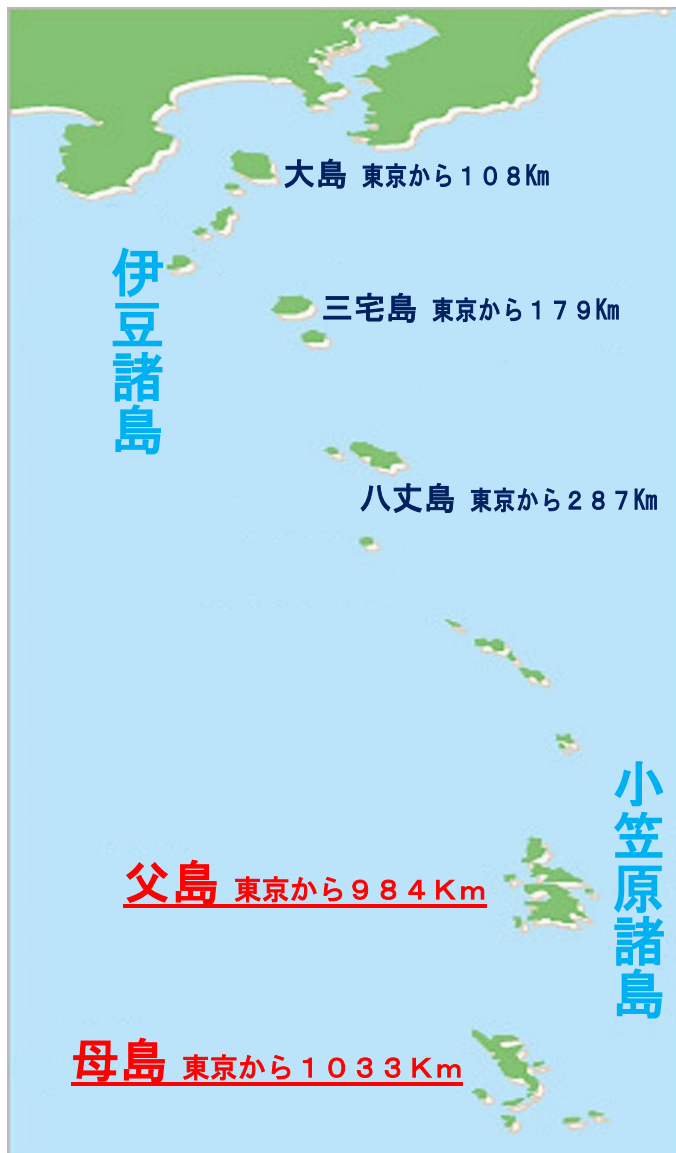 大島 東京から１０８㎞
伊豆諸島
三宅島 東京から１７９㎞
八丈島 東京から２８７㎞
小笠原諸島
父島 東京から９８４Ｋｍ
母島 東京から１０３３Ｋｍ